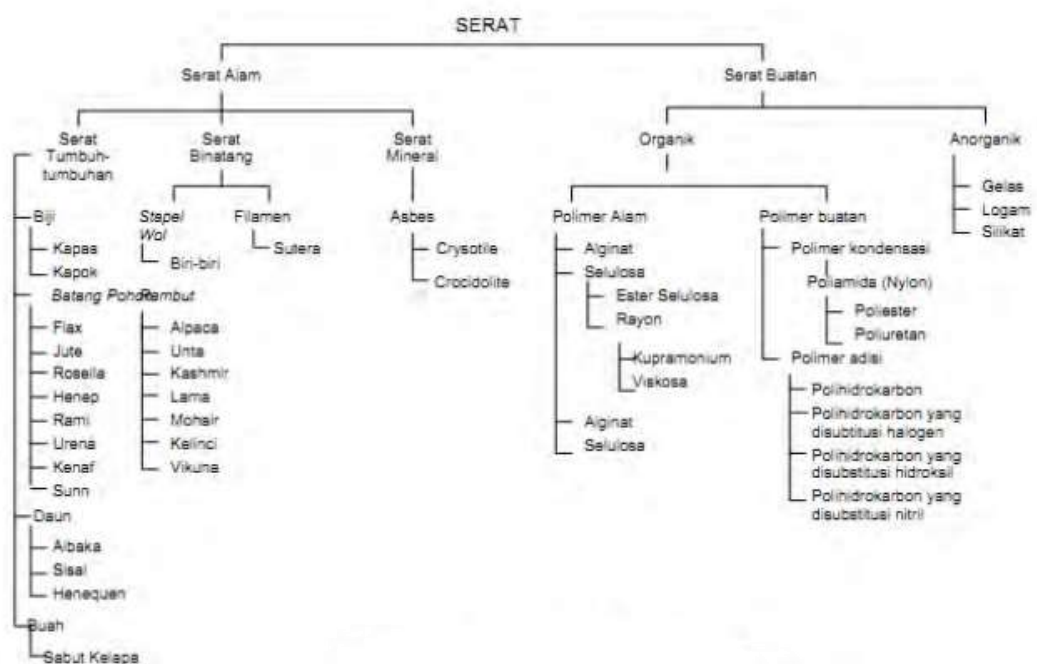 SERAT
Serat Alam
Serat Buatan
Serat
Tumbuh-
tumbuhan
Serat
Binatang
Serat
Mineral
Organik
Anorganik
Biji
Kapas
Kapok
Batang Pohon
Flax
Jute
Rosella
Henep
Rami
Urena
Kenaf
Sunn
Daun
Albaka
Sisal
Henequen
Buah
Sabut Kelapa
Stapel
Wol
Biri-biri
Rambut
Alpaca
Unta
Kashmir
Lama
Mohair
Kelinci
Vikuna
Filamen
Sutera
Asbes
Crysotile
Crocidolite
Polimer Alam
Alginat
Selulosa
Ester Selulosa
Rayon
Kupramonium
Viskosa
Alginat
Selulosa
Polimer buatan
Polimer kondensasi
Poliamida (Nylon)
Poliester
Poliuretan
Polimer adisi
Polihidrokarbon
Polihidrokarbon yang
disubtitusi halogen
Polihidrokarbon yang
disubstitusi hidroksil
Polihidrokarbon yang
disubstitusi nitril
Gelas
Logam
Silikat